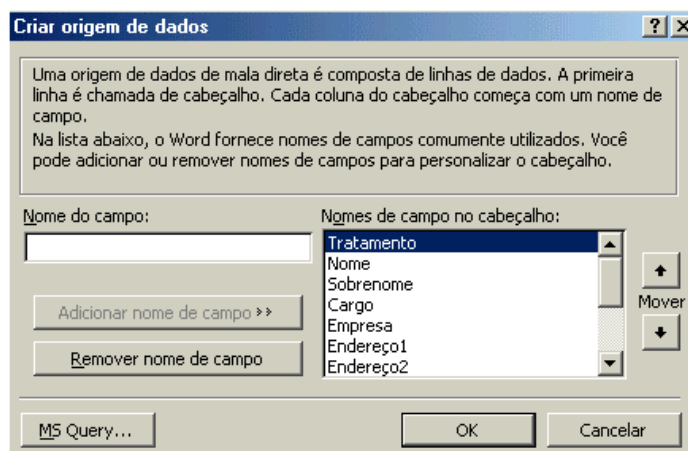 Criar origem de dados
Uma origem de dados de mala direta é composta de linhas de dados. A primeira
linha é chamada de cabeçalho. Cada coluna do cabeçalho começa com um nome de
campo.
Na lista abaixo, o Word fornece nomes de campos comumente utilizados. Você
pode adicionar ou remover nomes de campos para personalizar o cabeçalho.
Nome do campo:
Nomes de campo no cabeçalho:
Tratamento
Nome
Sobrenome
Cargo
Empresa
Endereço1
Endereço2
Adicionar nome de campo >>
Remover nome de campo
Mover
MS Query...
OK
Cancelar